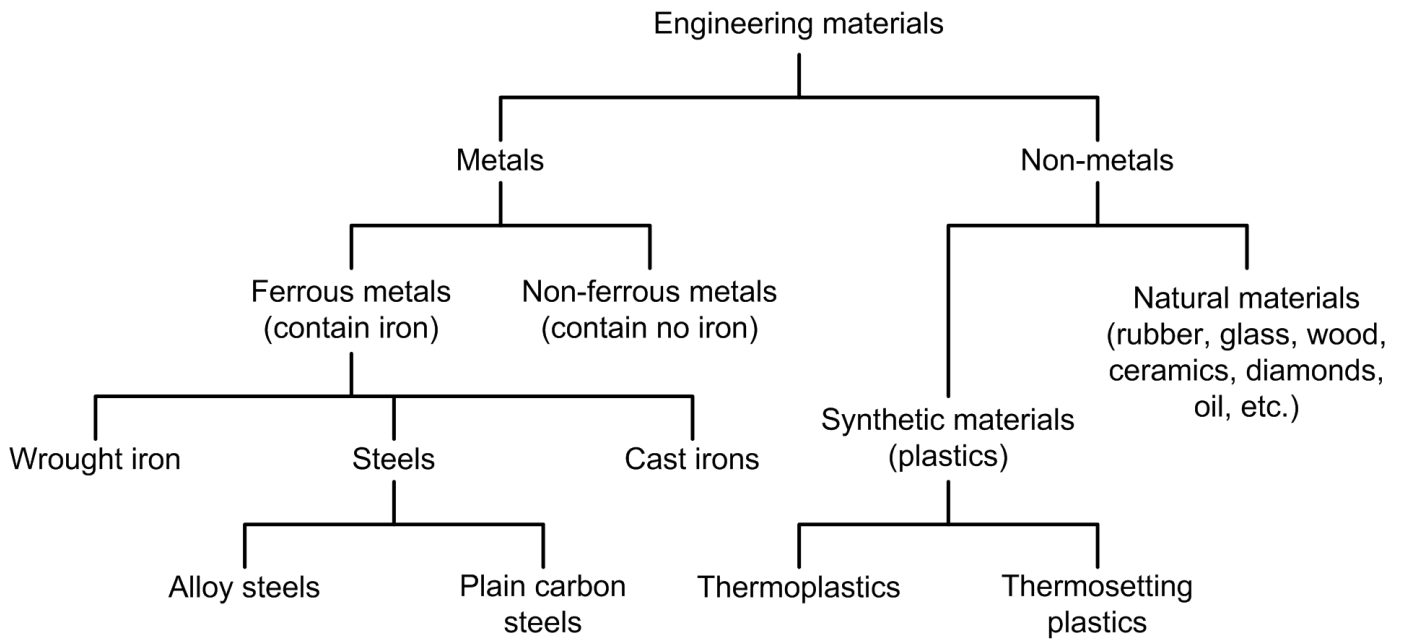 Engineering materials
Metals
Non-metals
Ferrous metals
(contain iron)
Non-ferrous metals
(contain no iron)
Natural materials
(rubber, glass, wood,
ceramics, diamonds,
oil, etc.)
Synthetic materials
(plastics)
Wrought iron
Steels
Cast irons
Alloy steels
Plain carbon
steels
Thermoplastics
Thermosetting
plastics